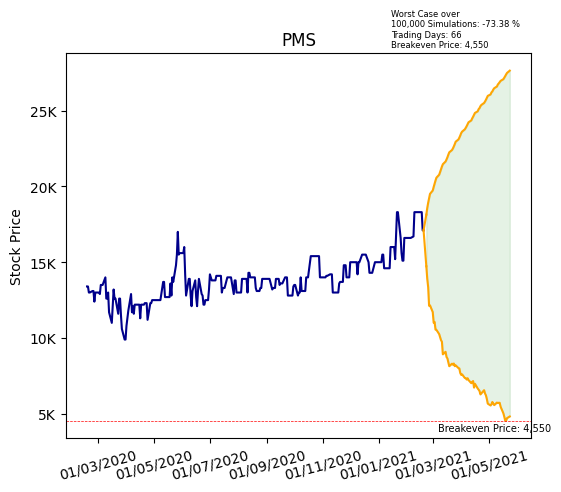 Worst Case over
100,000 Simulations: -73.38 %
Trading Days: 66
Breakeven Price: 4,550
PMS
Stock Price
25K
20K
15K
10K
5K
Breakeven Price: 4,550
01/03/2020
01/05/2020
01/07/2020
01/09/2020
01/11/2020
01/01/2021
01/03/2021
01/05/2021